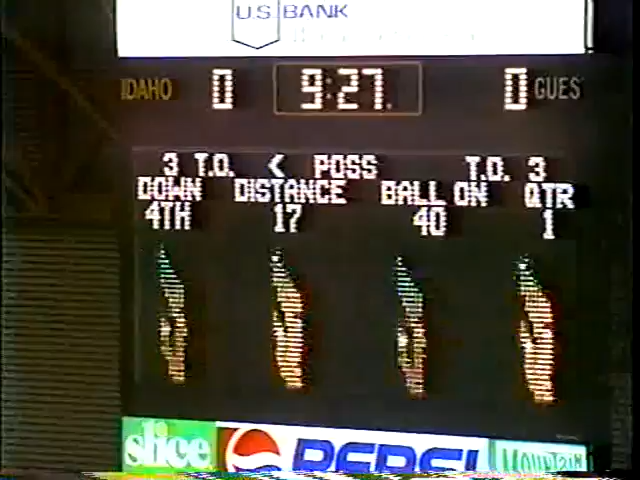 U.S. BANK
IDAHO 0 9:27 0 GUES
3 T.O. < POSS T.O. 3
DOWN DISTANCE BALL ON QTR
4TH 17 40 1
slice PEPSI MOUNTAIN